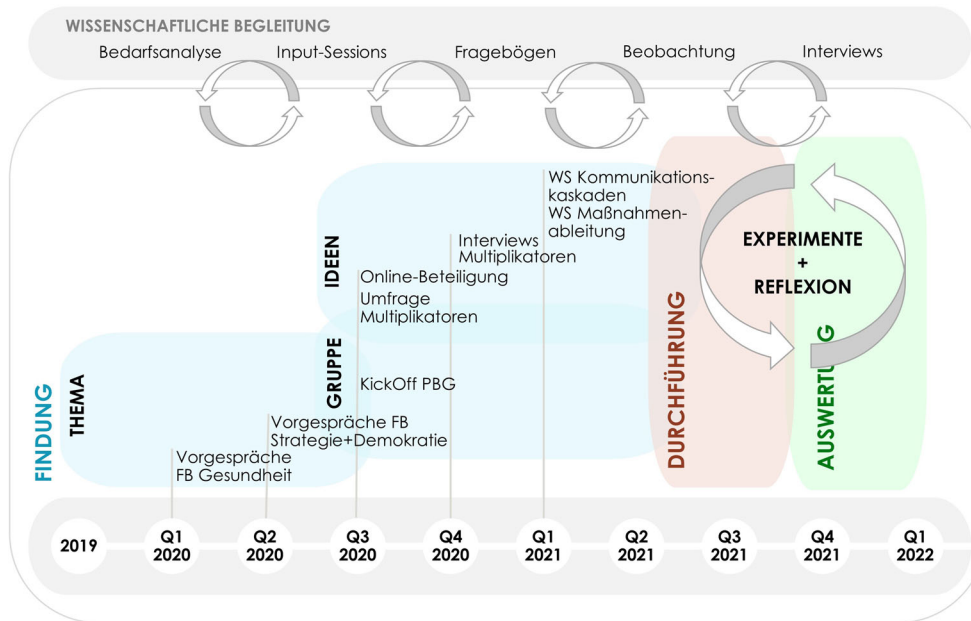 WISSENSCHAFTLICHE BEGLEITUNG
Bedarfsanalyse
Input-Sessions
Fragebögen
Beobachtung
Interviews
FINDUNG
THEMA
GRUPPE
IDEEN
Vorgespräche
FB Gesundheit
Vorgespräche FB
Strategie+Demokratie
KickOff PBG
Online-Beteiligung
Umfrage
Multiplikatoren
Interviews
Multiplikatoren
WS Kommunikations-
kaskaden
WS Maßnahmen-
ableitung
DURCHFÜHRUNG
EXPERIMENTE
+
REFLEXION
AUSWERTUNG
2019
Q1
2020
Q2
2020
Q3
2020
Q4
2020
Q1
2021
Q2
2021
Q3
2021
Q4
2021
Q1
2022